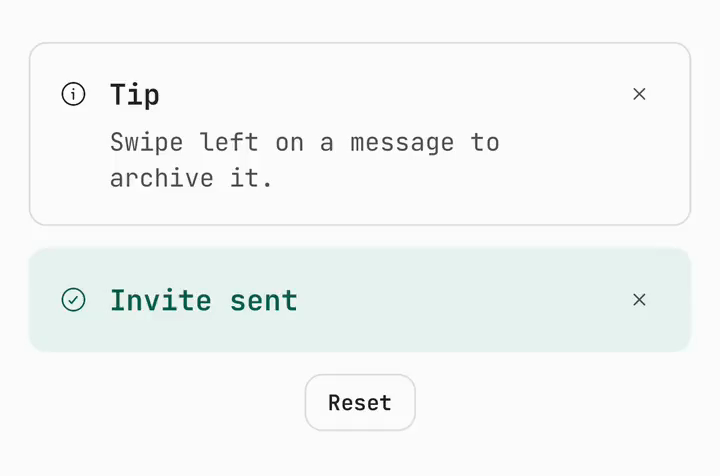 Tip
Swipe left on a message to
archive it.
Invite sent
Reset